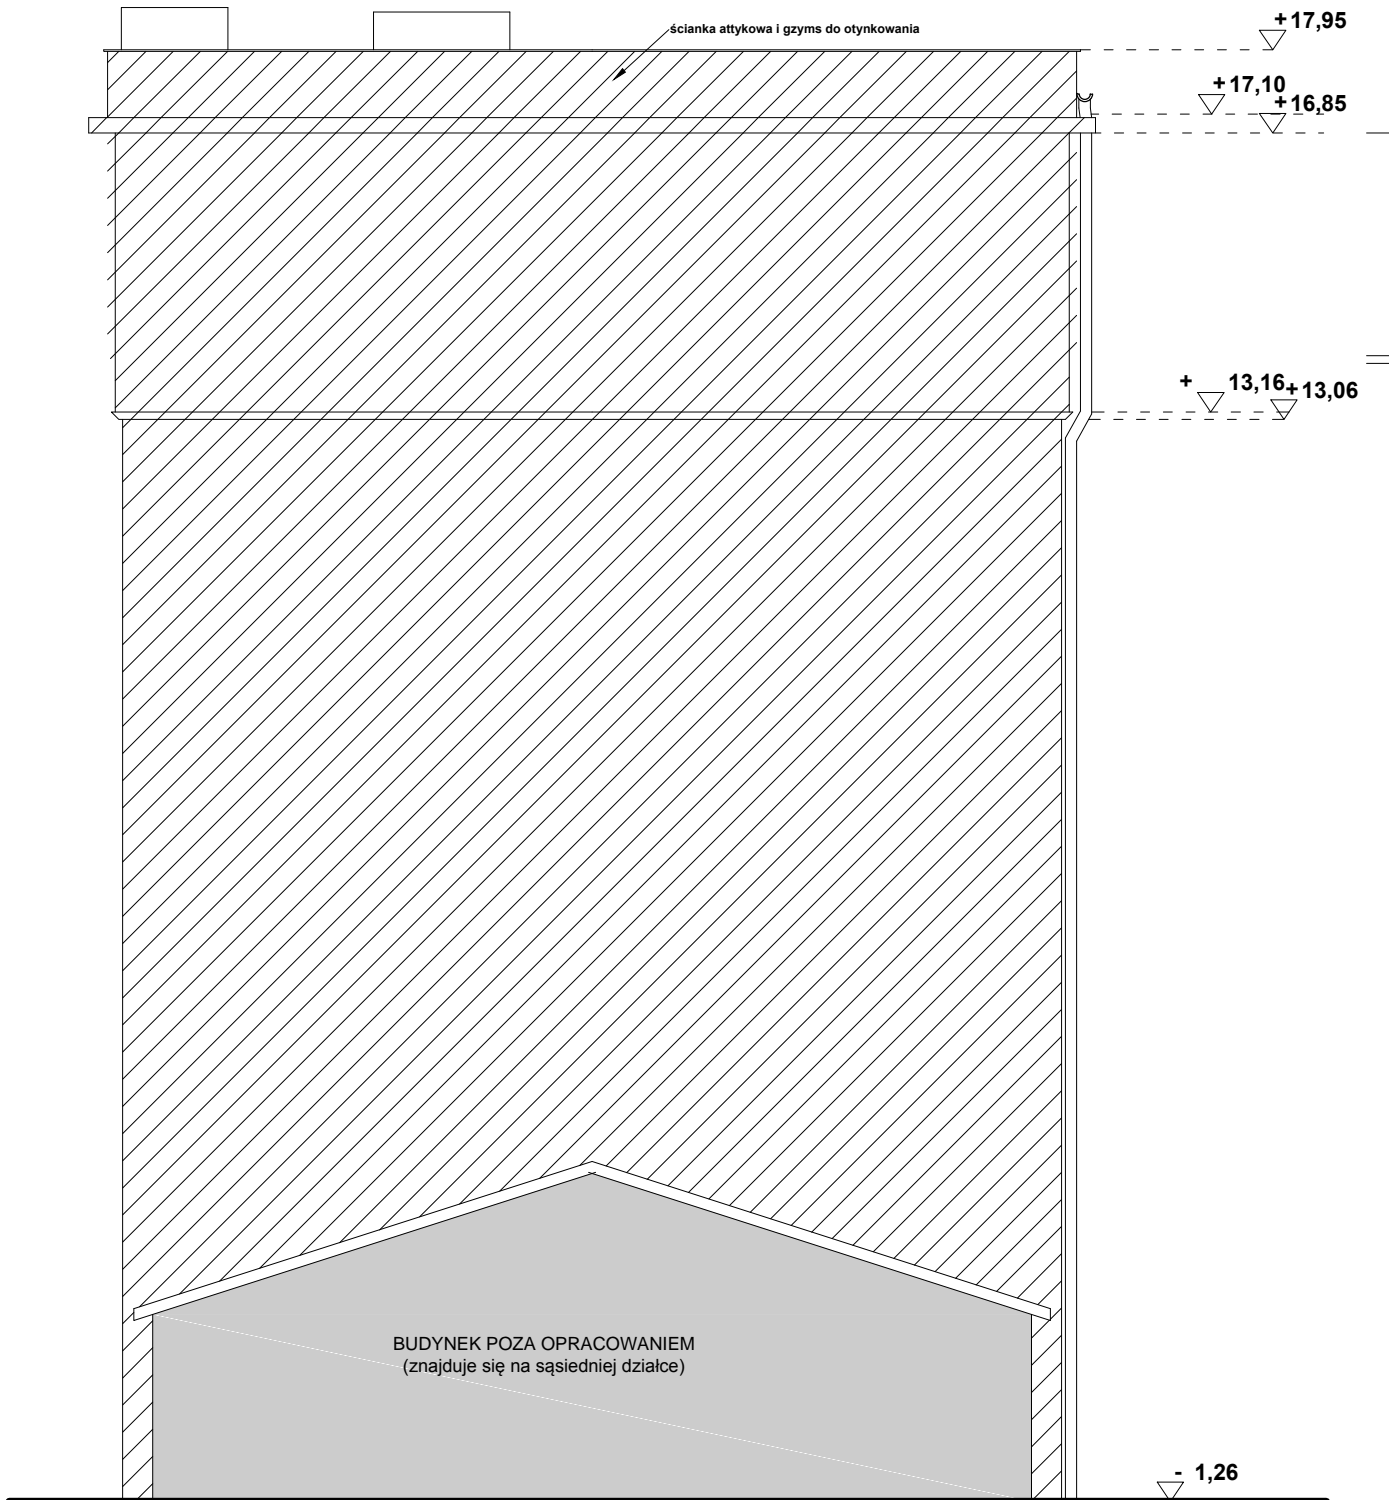 +17,95
ścianka attykowa i gzyms do otynkowania
+17,10
+16,85
+ 13,16
+13,06
BUDYNEK POZA OPRACOWANIEM
(znajduje się na sąsiedniej działce)
- 1,26